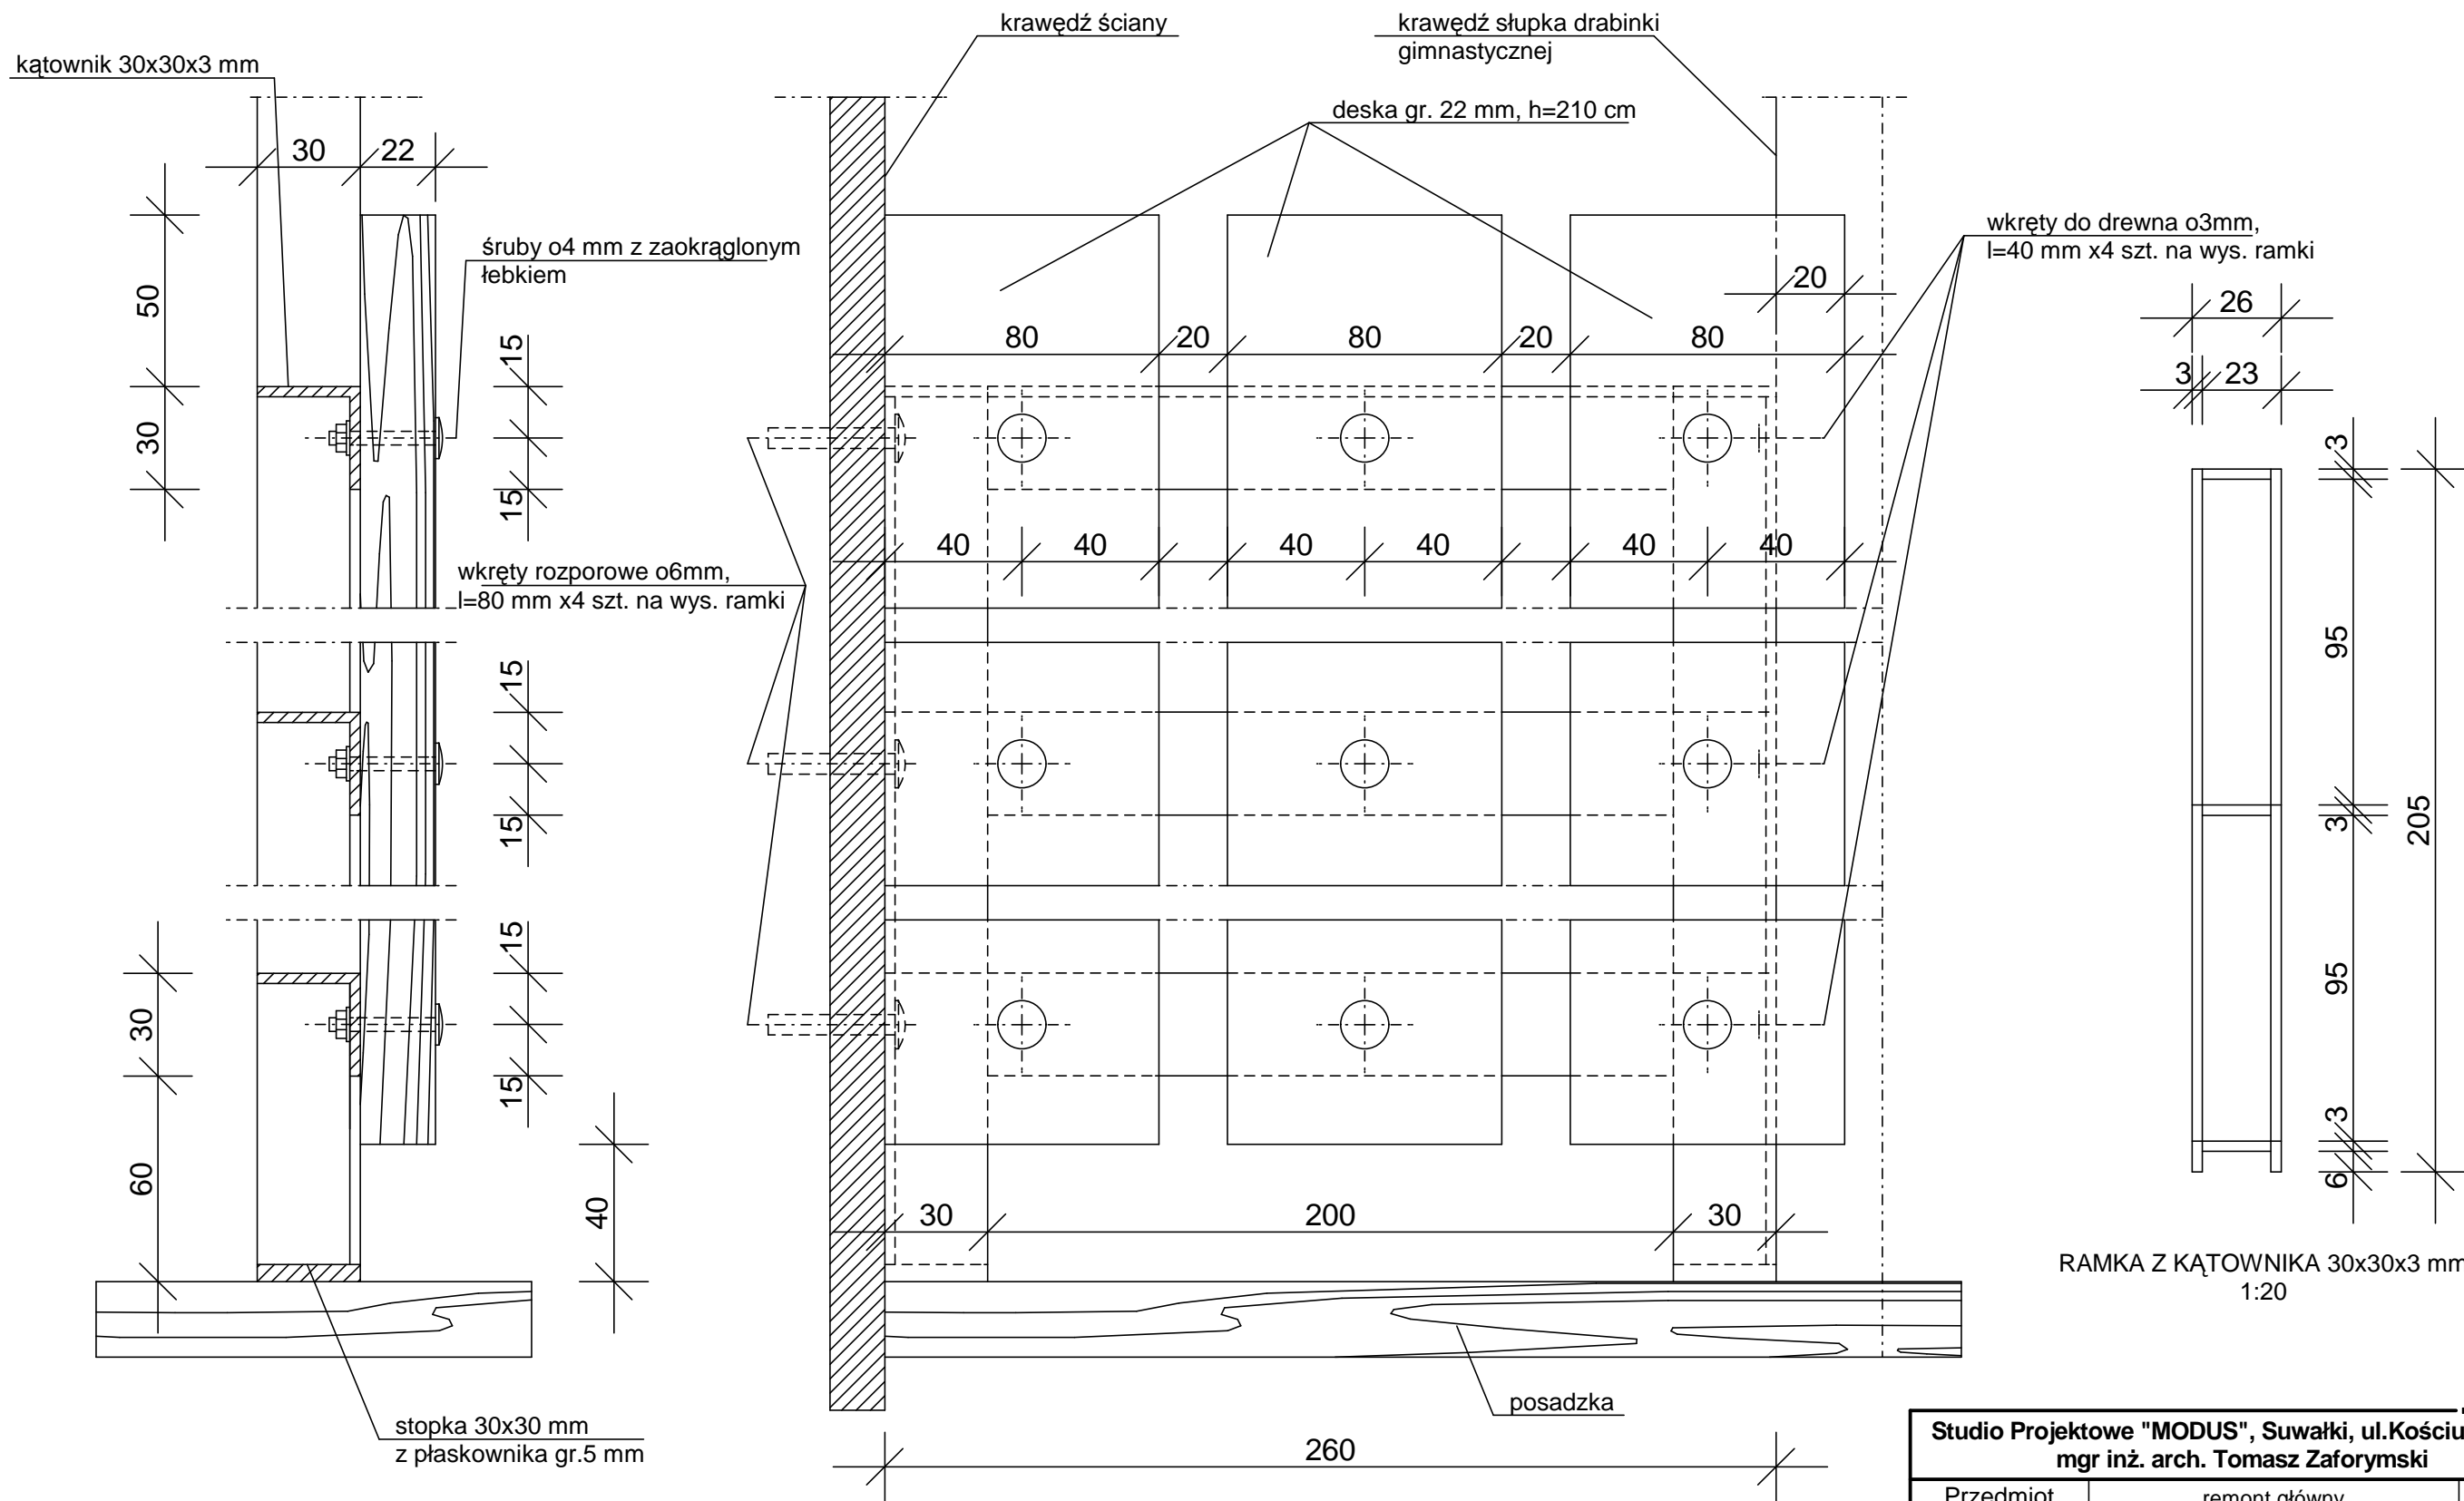 krawędź ściany
krawędź słupka drabinki
gimnastycznej
kątownik 30x30x3 mm
deska gr. 22 mm, h=210 cm
30
22
śruby o4 mm z zaokrąglonym
łebkiem
wkręty do drewna o3mm,
l=40 mm x4 szt. na wys. ramki
50
30
15
15
20
80
20
80
20
80
26
3
23
40
40
40
40
40
40
wkręty rozporowe o6mm,
l=80 mm x4 szt. na wys. ramki
15
15
3
95
3
205
95
3
6
30
60
15
15
40
30
200
30
RAMKA Z KĄTOWNIKA 30x30x3 mm
1:20
stopka 30x30 mm
z płaskownika gr.5 mm
posadzka
260
Studio Projektowe "MODUS", Suwałki, ul.Kościu
mgr inż. arch. Tomasz Zaforymski
Przedmiot
remont główny